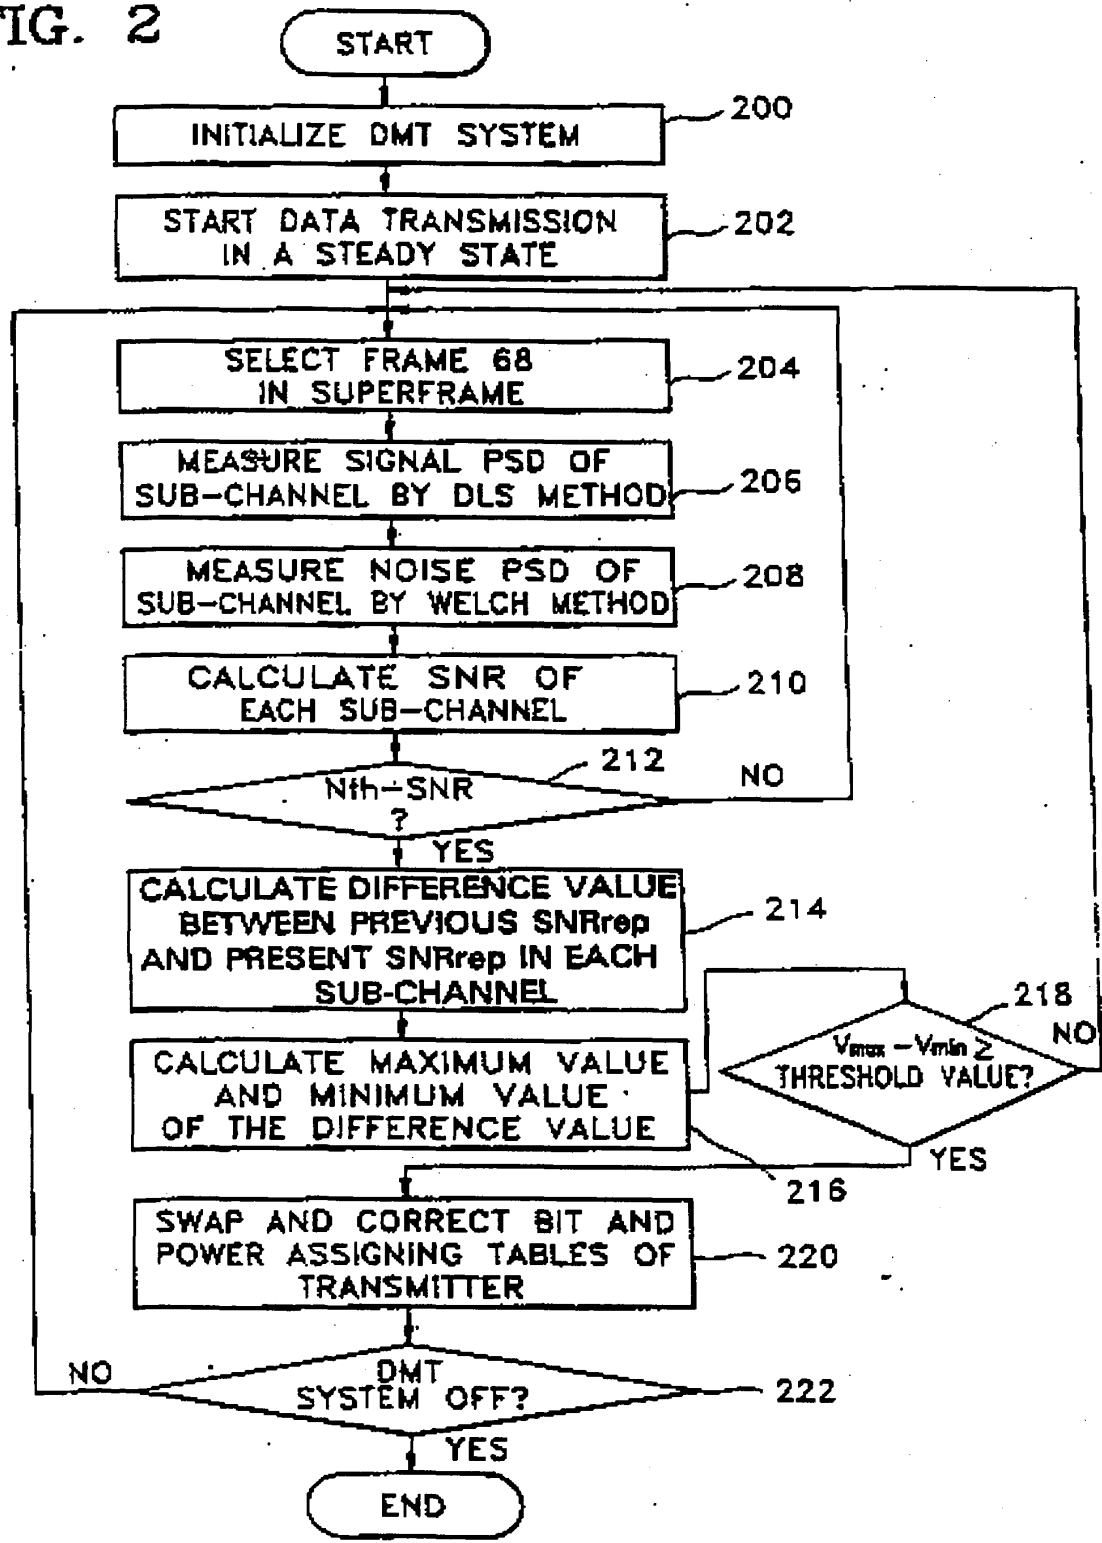 FIG. 2
START
INITIALIZE DMT SYSTEM
200
START DATA TRANSMISSION
IN A STEADY STATE
202
SELECT FRAME 68
IN SUPERFRAME
204
MEASURE SIGNAL PSD OF
SUB-CHANNEL BY DLS METHOD
206
MEASURE NOISE PSD OF
SUB-CHANNEL BY WELCH METHOD
208
CALCULATE SNR OF
EACH SUB-CHANNEL
210
Nth-SNR
?
212
NO
YES
CALCULATE DIFFERENCE VALUE
BETWEEN PREVIOUS SNRrep
AND PRESENT SNRrep IN EACH
SUB-CHANNEL
214
CALCULATE MAXIMUM VALUE
AND MINIMUM VALUE
OF THE DIFFERENCE VALUE
216
Vmax-Vmin ≥
THRESHOLD VALUE?
218
NO
YES
SWAP AND CORRECT BIT AND
POWER ASSIGNING TABLES OF
TRANSMITTER
220
DMT
SYSTEM OFF?
222
NO
YES
END